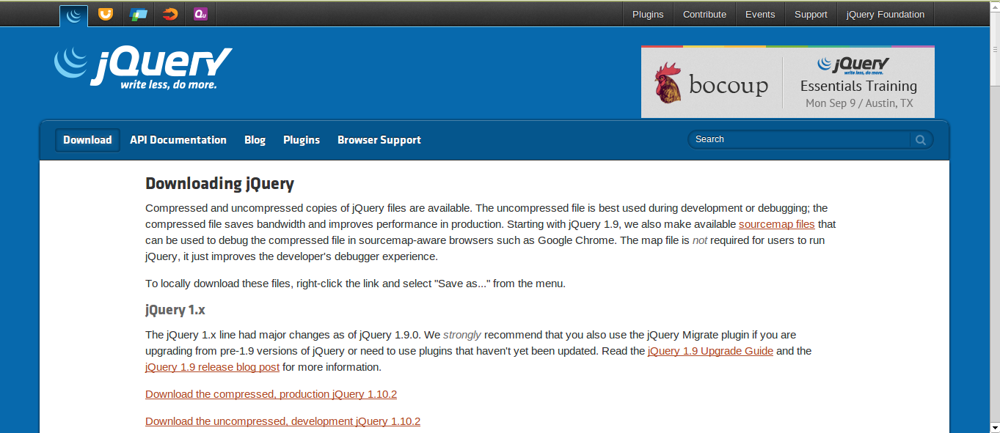 Plugins Contribute Events Support jQuery Foundation
jQuery
write less, do more.
bocoup
jQuery
write less, do more.
Essentials Training
Mon Sep 9 / Austin, TX
Download API Documentation Blog Plugins Browser Support
Search
Downloading jQuery
Compressed and uncompressed copies of jQuery files are available. The uncompressed file is best used during development or debugging; the
compressed file saves bandwidth and improves performance in production. Starting with jQuery 1.9, we also make available sourcemap files that
can be used to debug the compressed file in sourcemap-aware browsers such as Google Chrome. The map file is not required for users to run
jQuery, it just improves the developer's debugger experience.
To locally download these files, right-click the link and select "Save as..." from the menu.
jQuery 1.x
The jQuery 1.x line had major changes as of jQuery 1.9.0. We strongly recommend that you also use the jQuery Migrate plugin if you are
upgrading from pre-1.9 versions of jQuery or need to use plugins that haven't yet been updated. Read the jQuery 1.9 Upgrade Guide and the
jQuery 1.9 release blog post for more information.
Download the compressed, production jQuery 1.10.2
Download the uncompressed, development jQuery 1.10.2